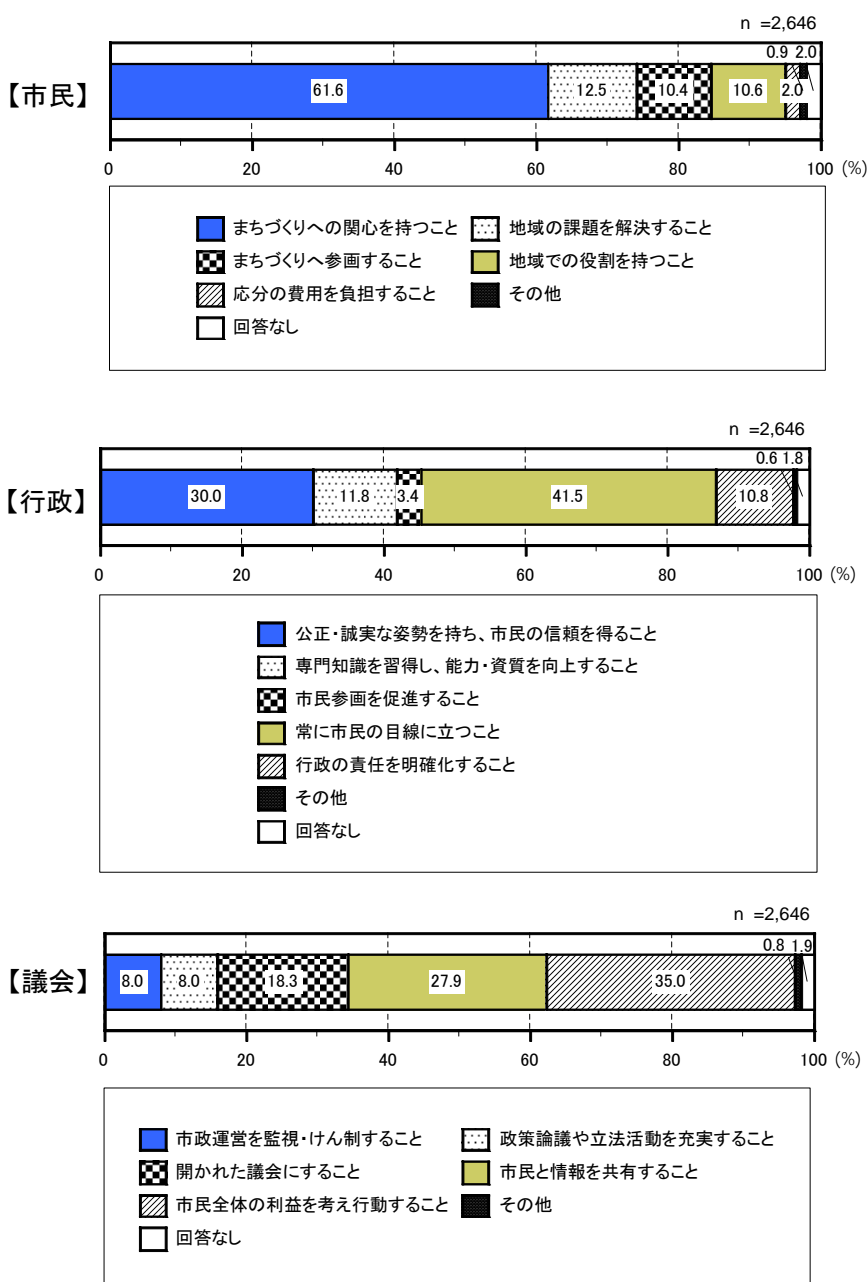 n =2,646
0.9 2.0
【市民】 61.6 12.5 10.4 10.6 2.0
0 20 40 60 80 100 (%)
まちづくりへの関心を持つこと 地域の課題を解決すること
まちづくりへ参画すること 地域での役割を持つこと
応分の費用を負担すること その他
回答なし
n =2,646
0.6 1.8
【行政】 30.0 11.8 3.4 41.5 10.8
0 20 40 60 80 100 (%)
公正・誠実な姿勢を持ち、市民の信頼を得ること
専門知識を習得し、能力・資質を向上すること
市民参画を促進すること
常に市民の目線に立つこと
行政の責任を明確化すること
その他
回答なし
n =2,646
0.8 1.9
【議会】 8.0 8.0 18.3 27.9 35.0
0 20 40 60 80 100 (%)
市政運営を監視・けん制すること 政策論議や立法活動を充実すること
開かれた議会にすること 市民と情報を共有すること
市民全体の利益を考え行動すること その他
回答なし